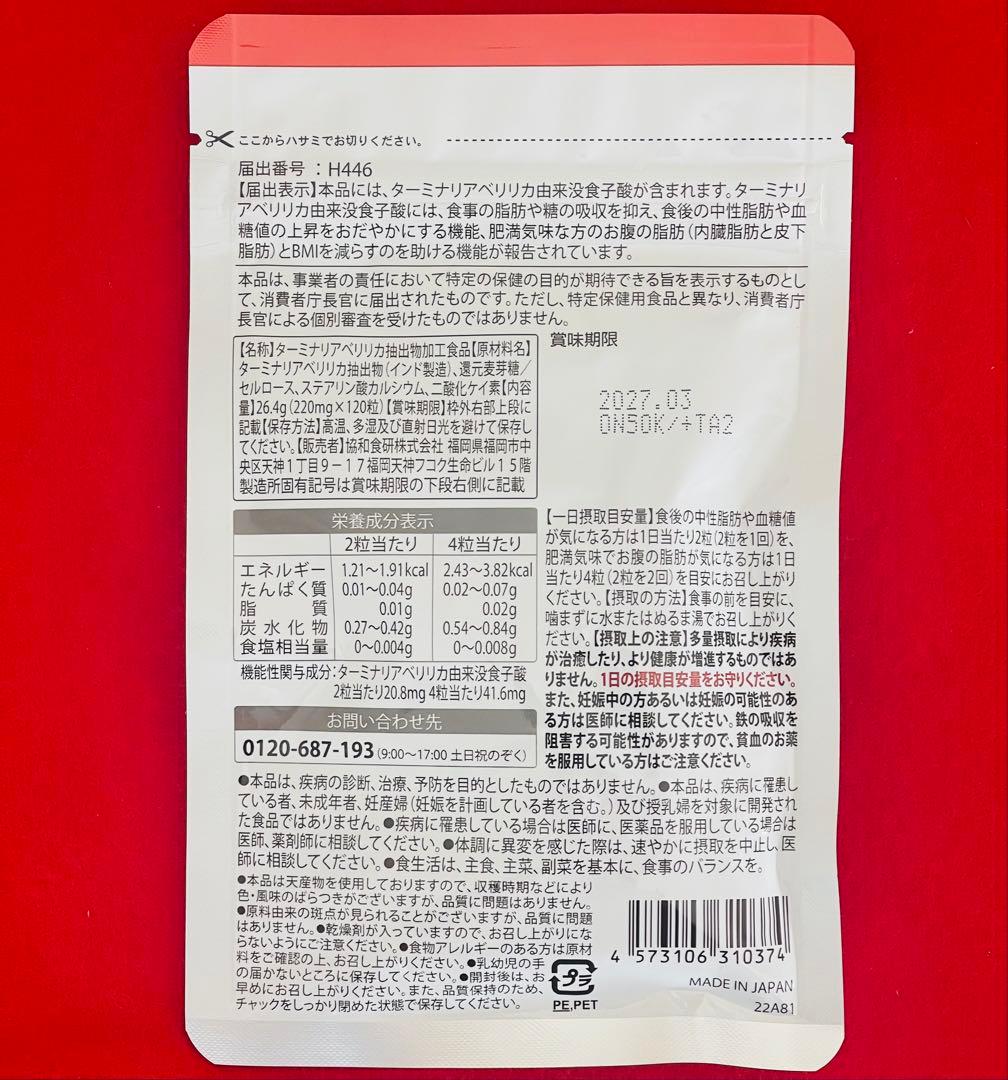 ここからハサミでお切りください。
届出番号 : H446
【届出表示】本品には、ターミナリアベリリカ由来没食子酸が含まれます。ターミナリ
アベリリカ由来没食子酸には、食事の脂肪や糖の吸収を抑え、食後の中性脂肪や血
糖値の上昇をおだやかにする機能、肥満気味な方のお腹の脂肪(内臓脂肪と皮下
脂肪)とBMIを減らすのを助ける機能が報告されています。
本品は、事業者の責任において特定の保健の目的が期待できる旨を表示するものとし
て、消費者庁長官に届出されたものです。ただし、特定保健用食品と異なり、消費者庁
長官による個別審査を受けたものではありません。
【名称】ターミナリアベリリカ抽出物加工食品【原材料名】
ターミナリアベリリカ抽出物(インド製造)、還元麦芽糖/
セルロース、ステアリン酸カルシウム、二酸化ケイ素【内容
量】26.4g(220mg×120粒)【賞味期限】枠外右部上段に
記載【保存方法】高温、多湿及び直射日光を避けて保存し
てください。【販売者】協和食研株式会社 福岡県福岡市中
央区天神1丁目9-17福岡天神フコク生命ビル15階
製造所固有記号は賞味期限の下段右側に記載
賞味期限
2027.03
ON50K/+TA2
栄養成分表示
2粒当たり 4粒当たり
エネルギー 1.21〜1.91kcal 2.43〜3.82kcal
たんぱく質 0.01〜0.04g 0.02〜0.07g
脂質 0.01g 0.02g
炭水化物 0.27〜0.42g 0.54〜0.84g
食塩相当量 0〜0.004g 0〜0.008g
機能性関与成分:ターミナリアベリリカ由来没食子酸
2粒当たり20.8mg 4粒当たり41.6mg
お問い合わせ先
0120-687-193(9:00〜17:00 土日祝のぞく)
【一日摂取目安量】食後の中性脂肪や血糖値
が気になる方は1日当たり2粒(2粒を1回)を、
肥満気味でお腹の脂肪が気になる方は1日
当たり4粒(2粒を2回)を目安にお召し上がり
ください。【摂取の方法】食事の前を目安に、
噛まずに水またはぬるま湯でお召し上がりく
ださい。【摂取上の注意】多量摂取により疾病
が治癒したり、より健康が増進するものではあ
りません。1日の摂取目安量をお守りください。
また、妊娠中の方あるいは妊娠の可能性のあ
る方は医師に相談してください。鉄の吸収を
阻害する可能性がありますので、貧血のお薬
を服用している方はご注意ください。
●本品は、疾病の診断、治療、予防を目的としたものではありません。●本品は、疾病に罹患し
ている者、未成年者、妊産婦(妊娠を計画している者を含む。)及び授乳婦を対象に開発され
た食品ではありません。●疾病に罹患している場合は医師に、医薬品を服用している場合は
医師、薬剤師に相談してください。●体調に異変を感じた際は、速やかに摂取を中止し、医
師に相談してください。●食生活は、主食、主菜、副菜を基本に、食事のバランスを。
●本品は天産物を使用しておりますので、収穫時期などにより
色・風味のばらつきがございますが、品質に問題はありません。
●原料由来の斑点が見られることがございますが、品質に問題
はありません。●乾燥剤が入っていますので、お召し上がりにな
らないようにご注意ください。●食物アレルギーのある方は原材
料をご確認の上、お召し上がりください。●乳幼児の手
の届かないところに保存してください。●開封後は、お
早めにお召し上がりください。また、品質保持のため、
チャックをしっかり閉めた状態で保存してください。
プラ
PE,PET
4 573106 310374
MADE IN JAPAN
22A81